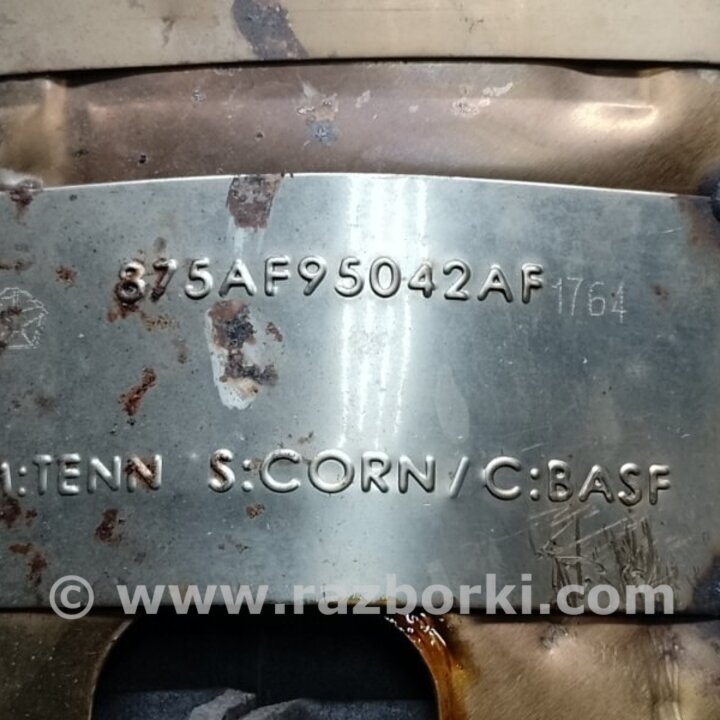 875AF95042AF 1764
M:TENN S:CORN/C:BASF
© www.razborki.com